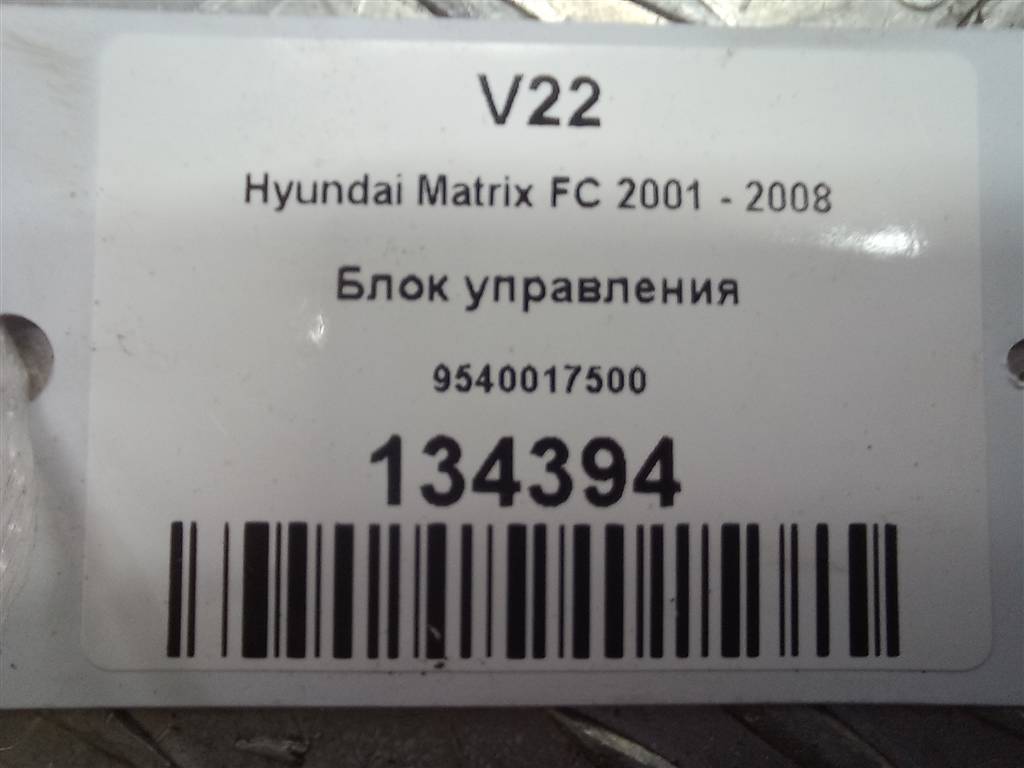 V22
Hyundai Matrix FC 2001 - 2008
Блок управления
9540017500
134394